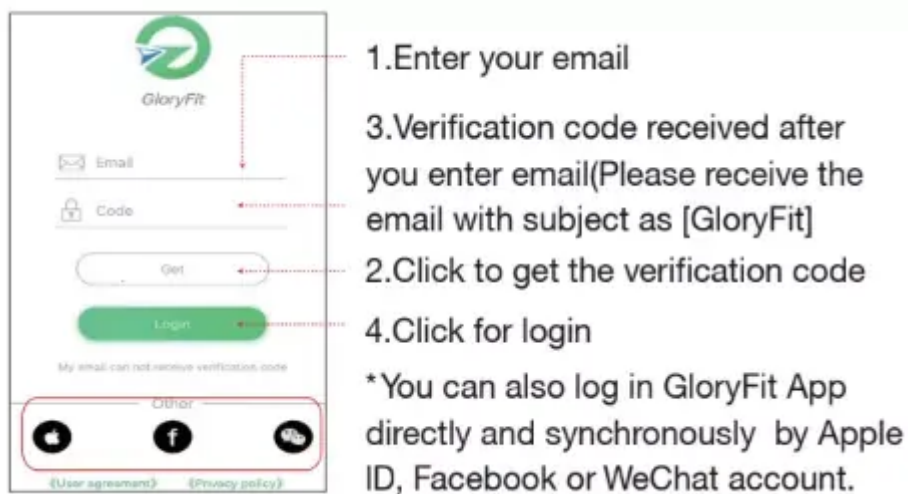 GloryFit
Email
Code
Get
Login
My email can not receive verification code
Other
《User agreement》 《Privacy policy》
1.Enter your email
3.Verification code received after
you enter email(Please receive the
email with subject as [GloryFit]
2.Click to get the verification code
4.Click for login
*You can also log in GloryFit App
directly and synchronously by Apple
ID, Facebook or WeChat account.